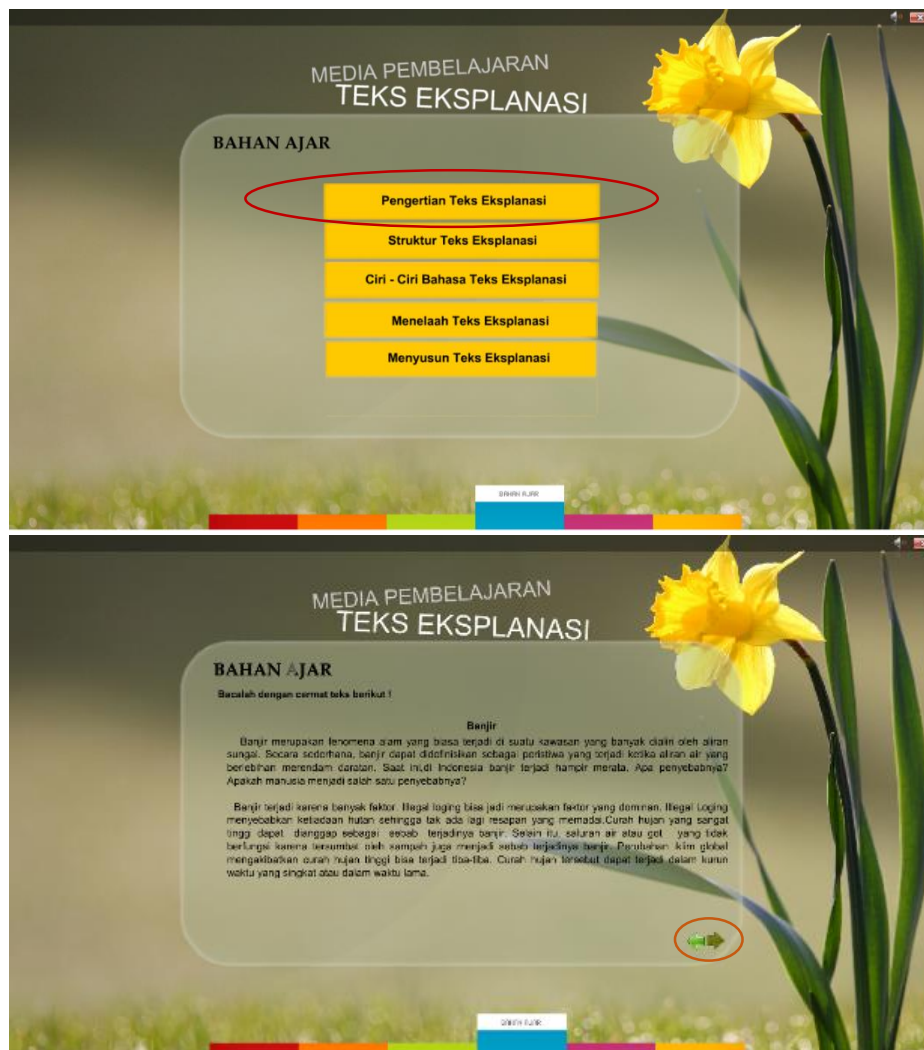 MEDIA PEMBELAJARAN
TEKS EKSPLANASI
BAHAN AJAR
Pengertian Teks Eksplanasi
Struktur Teks Eksplanasi
Ciri - Ciri Bahasa Teks Eksplanasi
Menelaah Teks Eksplanasi
Menyusun Teks Eksplanasi
BAHAN AJAR
MEDIA PEMBELAJARAN
TEKS EKSPLANASI
BAHAN AJAR
Bacalah dengan cermat teks berikut !
Banjir
Banjir merupakan fenomena alam yang biasa terjadi di suatu kawasan yang banyak dialiri oleh aliran
sungai. Secara sederhana, banjir dapat didefinisikan sebagai peristiwa yang terjadi ketika aliran air yang
berlebihan merendam daratan. Saat ini,di Indonesia banjir terjadi hampir merata. Apa penyebabnya?
Apakah manusia menjadi salah satu penyebabnya?
Banjir terjadi karena banyak faktor. Illegal loging bisa jadi merupakan faktor yang dominan. Illegal Loging
menyebabkan ketiadaan hutan sehingga tak ada lagi resapan yang memadai.Curah hujan yang sangat
tinggi dapat dianggap sebagai sebab terjadinya banjir. Selain itu, saluran air atau got yang tidak
berfungsi karena tersumbat oleh sampah juga menjadi sebab terjadinya banjir. Perubahan iklim global
mengakibatkan curah hujan tinggi bisa terjadi tiba-tiba. Curah hujan tersebut dapat terjadi dalam kurun
waktu yang singkat atau dalam waktu lama.
BAHAN AJAR